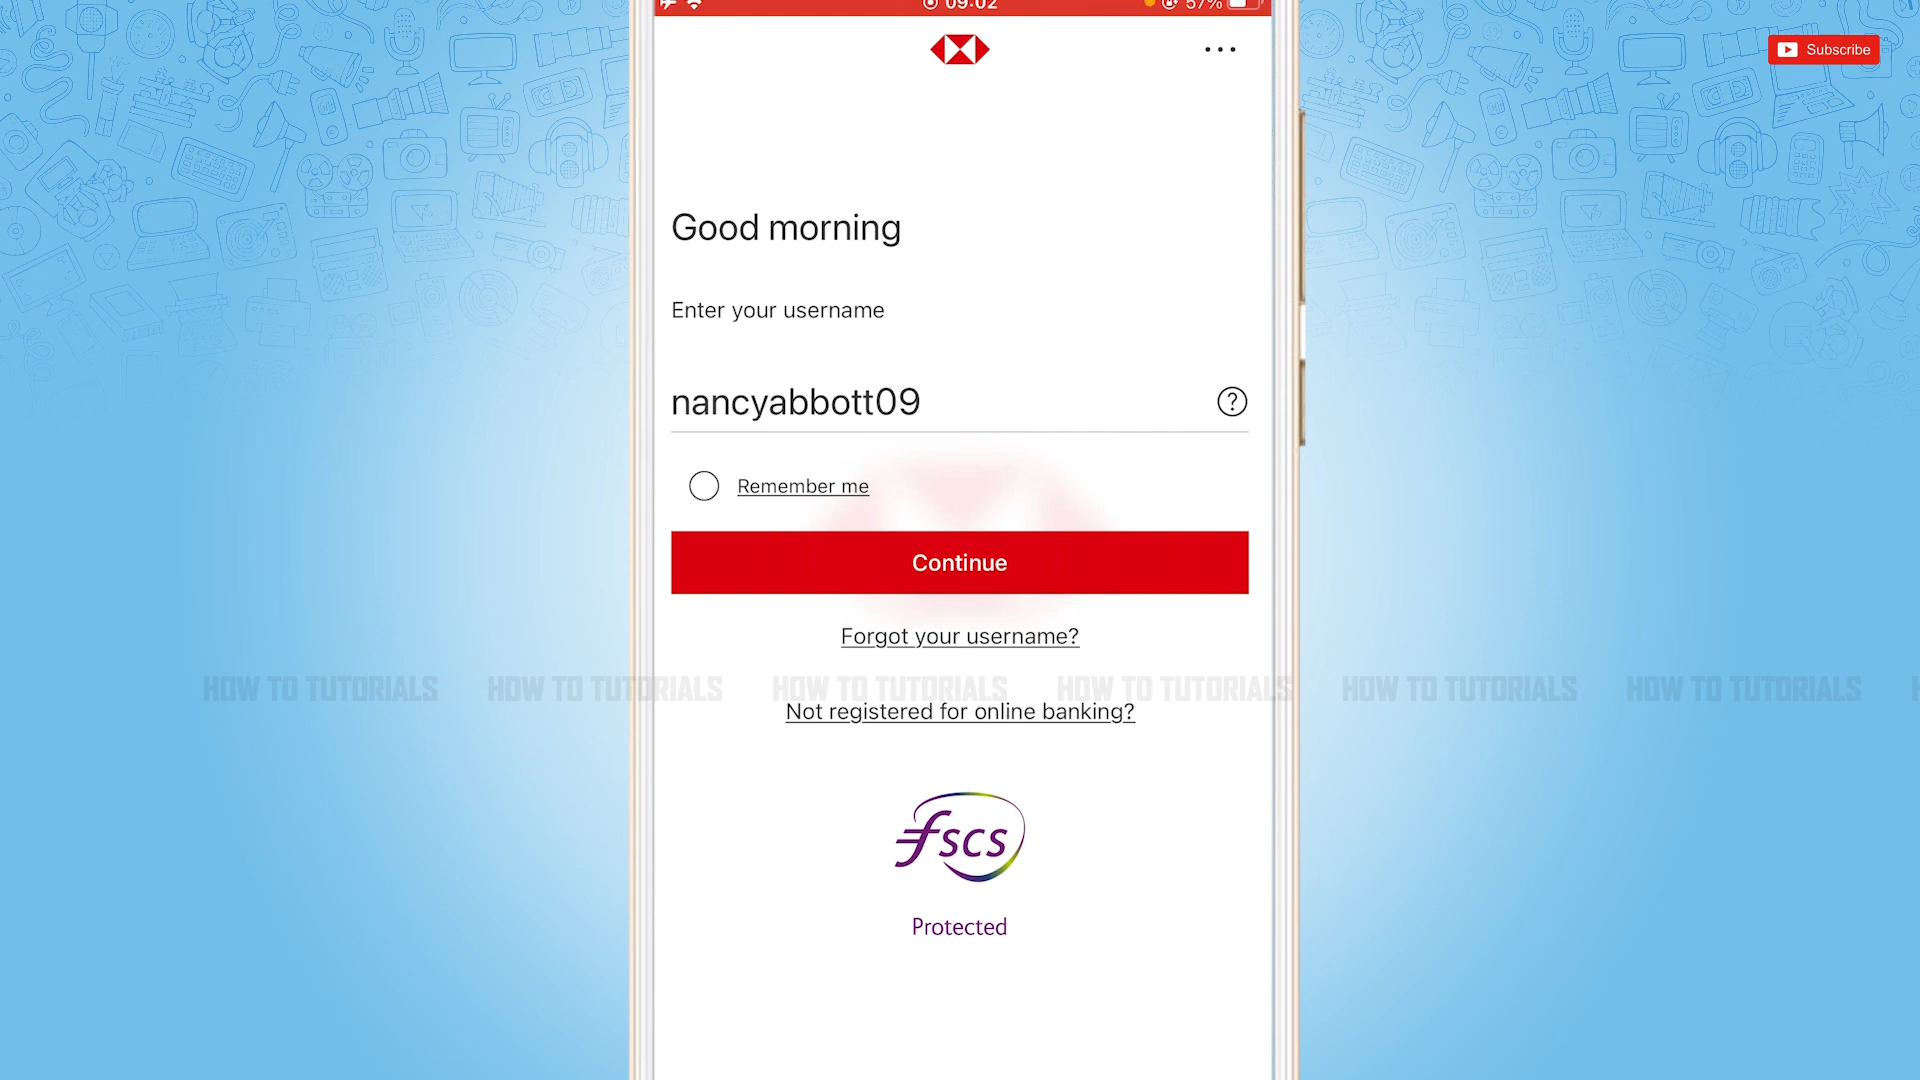 09:02
57%
Subscribe
Good morning
Enter your username
nancyabbott09
?
Remember me
Continue
Forgot your username?
HOW TO TUTORIALS HOW TO TUTORIALS HOW TO TUTORIALS HOW TO TUTORIALS HOW TO TUTORIALS HOW TO TUTORIALS
Not registered for online banking?
fscs
Protected